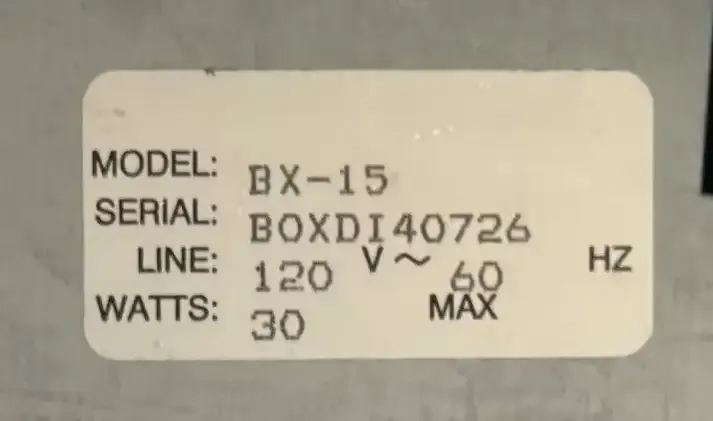 MODEL: BX-15
SERIAL: BOXDI40726
LINE: 120 V~ 60 HZ
WATTS: 30 MAX